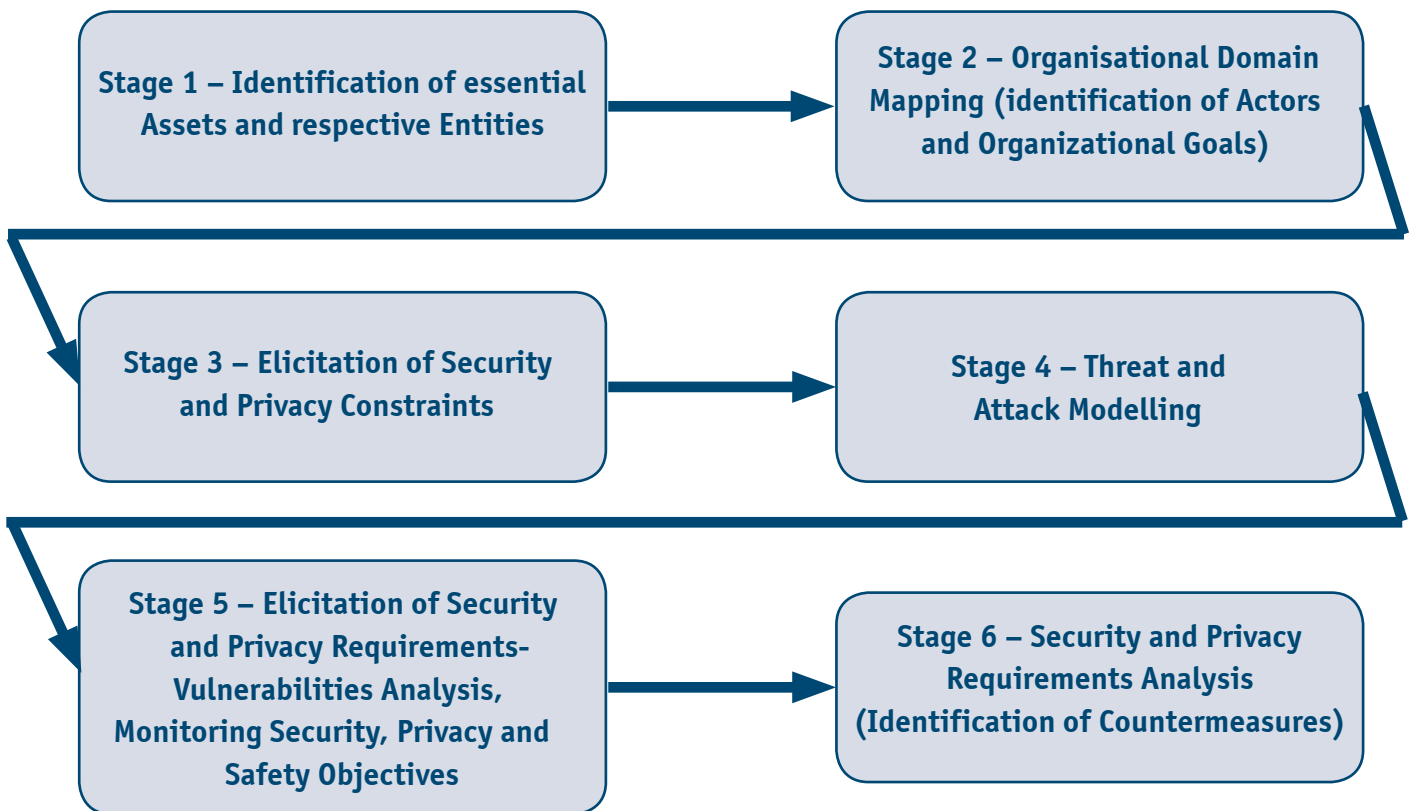 Stage 1 – Identification of essential
Assets and respective Entities
Stage 2 – Organisational Domain
Mapping (identification of Actors
and Organizational Goals)
Stage 3 – Elicitation of Security
and Privacy Constraints
Stage 4 – Threat and
Attack Modelling
Stage 5 – Elicitation of Security
and Privacy Requirements-
Vulnerabilities Analysis,
Monitoring Security, Privacy and
Safety Objectives
Stage 6 – Security and Privacy
Requirements Analysis
(Identification of Countermeasures)